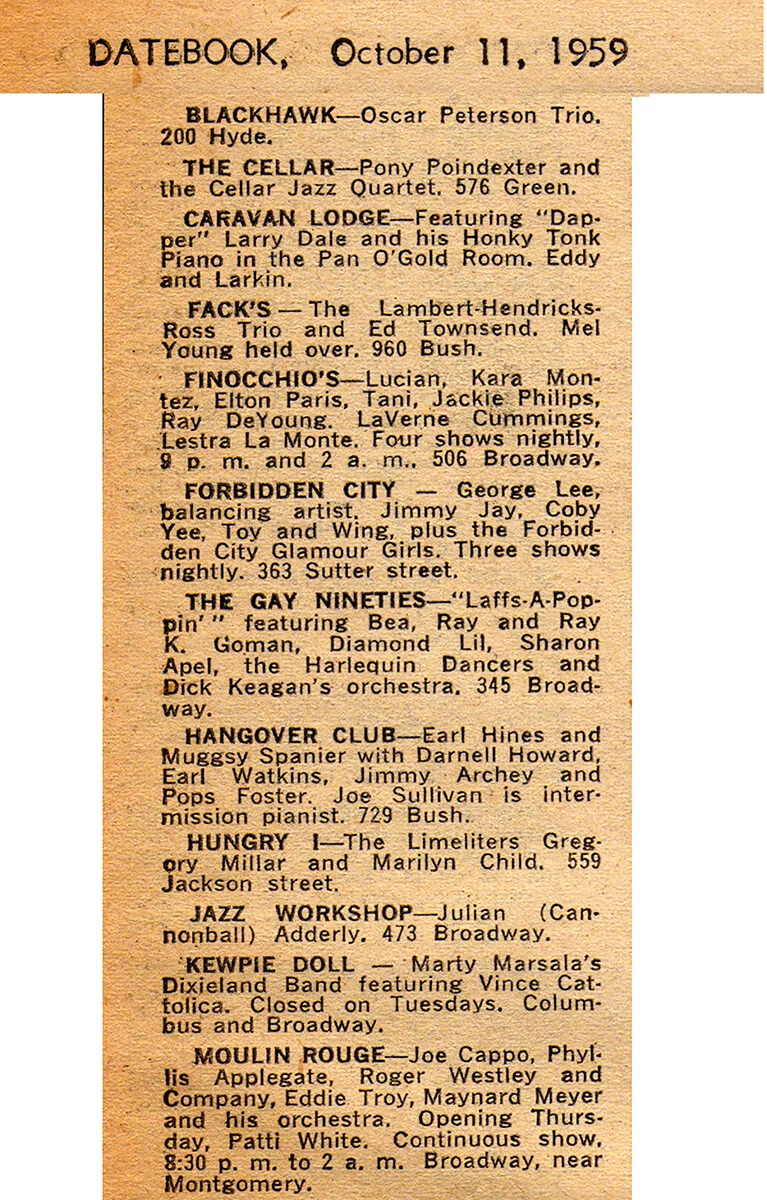 DATEBOOK, October 11, 1959
BLACKHAWK—Oscar Peterson Trio.
200 Hyde.
THE CELLAR—Pony Poindexter and
the Cellar Jazz Quartet. 576 Green.
CARAVAN LODGE—Featuring "Dap-
per" Larry Dale and his Honky Tonk
Piano in the Pan O'Gold Room. Eddy
and Larkin.
FACK'S — The Lambert-Hendricks-
Ross Trio and Ed Townsend. Mel
Young held over. 960 Bush.
FINOCCHIO'S—Lucian, Kara Mon-
tez, Elton Paris, Tani, Jackie Philips,
Ray DeYoung. LaVerne Cummings,
Lestra La Monte. Four shows nightly,
9 p. m. and 2 a. m.. 506 Broadway.
FORBIDDEN CITY — George Lee,
balancing artist, Jimmy Jay, Coby
Yee, Toy and Wing, plus the Forbid-
den City Glamour Girls. Three shows
nightly. 363 Sutter street.
THE GAY NINETIES—"Laffs-A-Pop-
pin' " featuring Bea, Ray and Ray
K. Goman, Diamond Lil, Sharon
Apel, the Harlequin Dancers and
Dick Keagan's orchestra. 345 Broad-
way.
HANGOVER CLUB—Earl Hines and
Muggsy Spanier with Darnell Howard,
Earl Watkins, Jimmy Archey and
Pops Foster. Joe Sullivan is inter-
mission pianist. 729 Bush.
HUNGRY I—The Limeliters Greg-
ory Millar and Marilyn Child. 559
Jackson street.
JAZZ WORKSHOP—Julian (Can-
nonball) Adderly. 473 Broadway.
KEWPIE DOLL — Marty Marsala's
Dixieland Band featuring Vince Cat-
tolica. Closed on Tuesdays. Colum-
bus and Broadway.
MOULIN ROUGE—Joe Cappo, Phyl-
lis Applegate, Roger Westley and
Company, Eddie Troy, Maynard Meyer
and his orchestra. Opening Thurs-
day, Patti White. Continuous show,
8:30 p. m. to 2 a. m. Broadway, near
Montgomery.